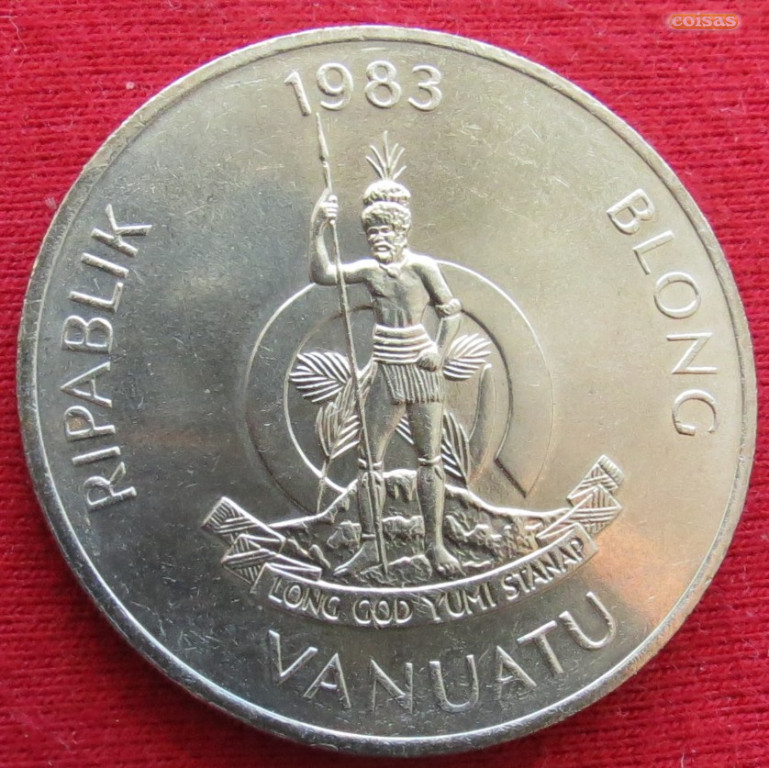 coisas
1983
RIPABLIK BLONG
VANUATU
LONG GOD YUMI STANAP